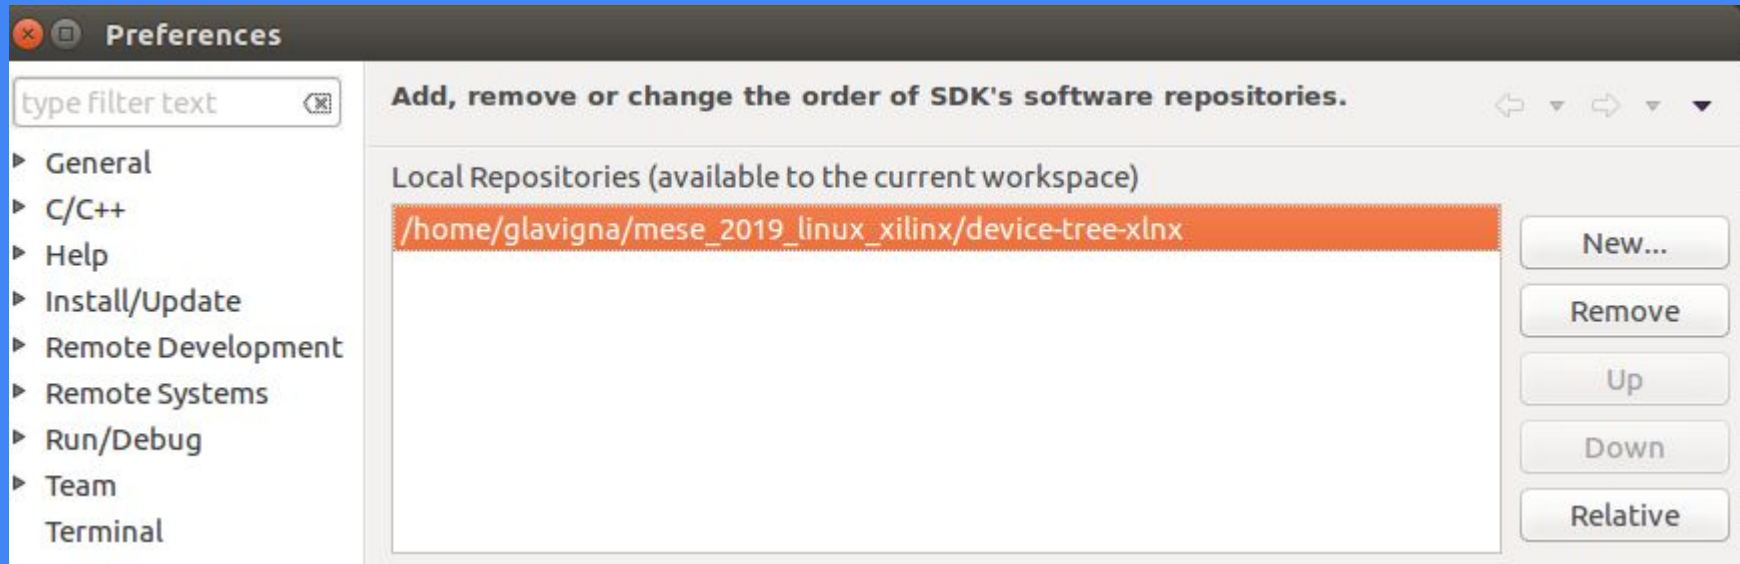 Preferences
type filter text
General
C/C++
Help
Install/Update
Remote Development
Remote Systems
Run/Debug
Team
Terminal
Add, remove or change the order of SDK's software repositories.
Local Repositories (available to the current workspace)
/home/glavigna/mese_2019_linux_xilinx/device-tree-xlnx
New...
Remove
Up
Down
Relative